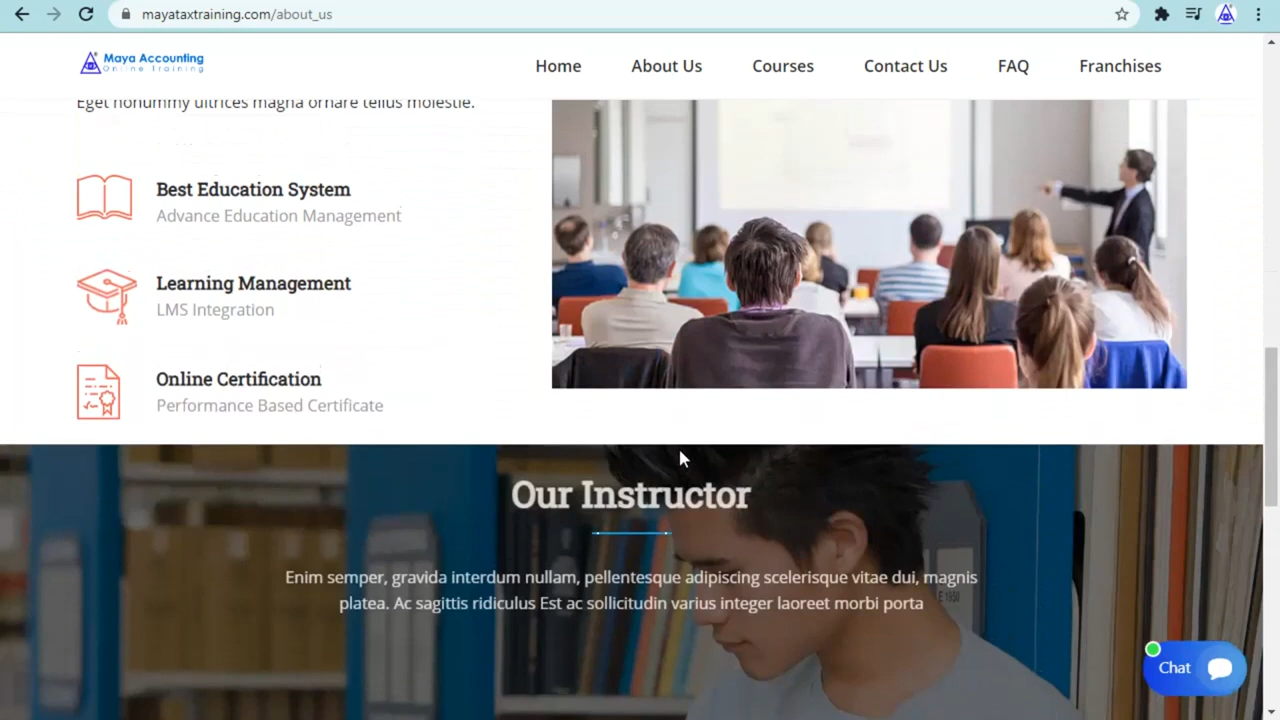 mayataxtraining.com/about_us
Maya Accounting
Online Training
Home About Us Courses Contact Us FAQ Franchises
Eget nonummy ultrices magna ornare tellus molestie.
Best Education System
Advance Education Management
Learning Management
LMS Integration
Online Certification
Performance Based Certificate
Our Instructor
Enim semper, gravida interdum nullam, pellentesque adipiscing scelerisque vitae dui, magnis
platea. Ac sagittis ridiculus Est ac sollicitudin varius integer laoreet morbi porta
E 1950
Chat